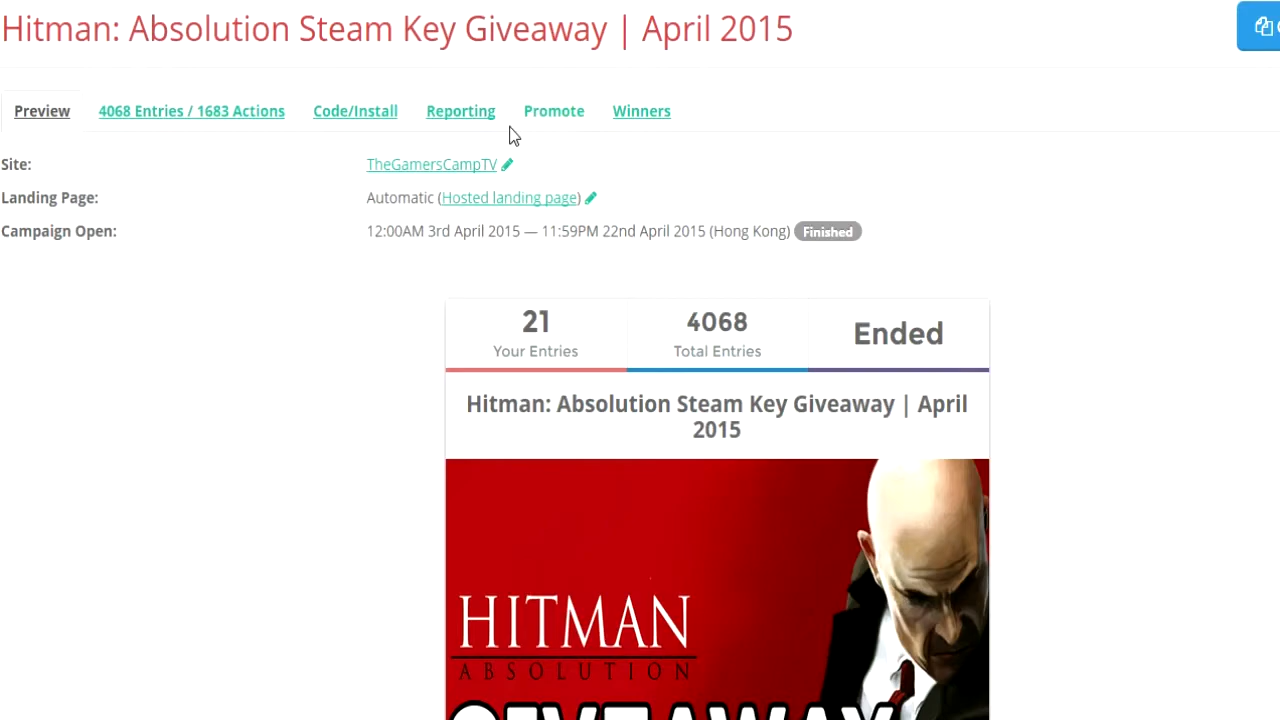 Hitman: Absolution Steam Key Giveaway | April 2015
Preview 4068 Entries / 1683 Actions Code/Install Reporting Promote Winners
Site: TheGamersCampTV
Landing Page: Automatic (Hosted landing page)
Campaign Open: 12:00AM 3rd April 2015 — 11:59PM 22nd April 2015 (Hong Kong) Finished
21 4068 Ended
Your Entries Total Entries
Hitman: Absolution Steam Key Giveaway | April
2015
HITMAN
ABSOLUTION
GIVEAWAY